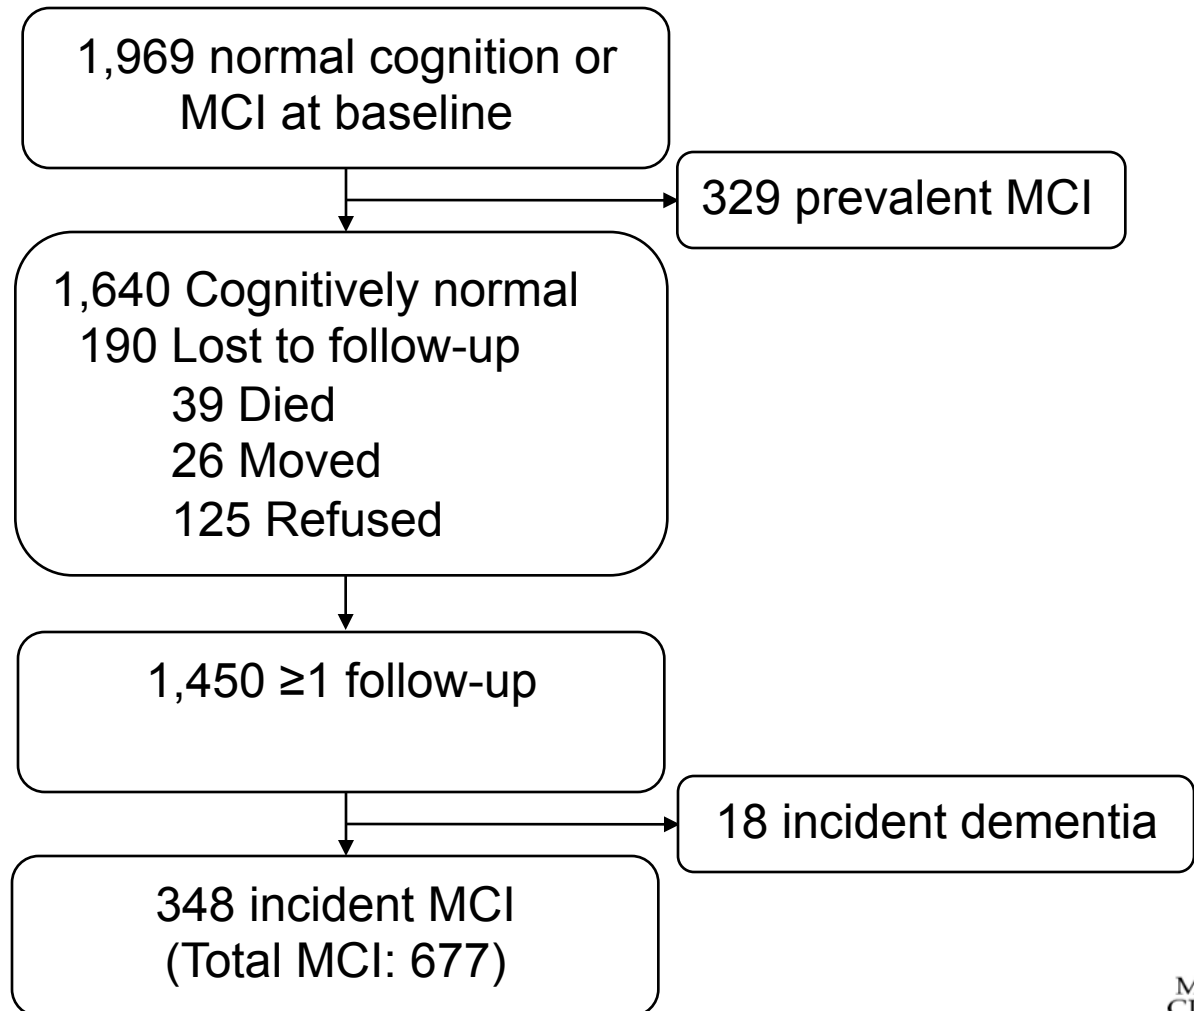 1,969 normal cognition or
MCI at baseline
329 prevalent MCI
1,640 Cognitively normal
190 Lost to follow-up
39 Died
26 Moved
125 Refused
1,450 ≥1 follow-up
18 incident dementia
348 incident MCI
(Total MCI: 677)